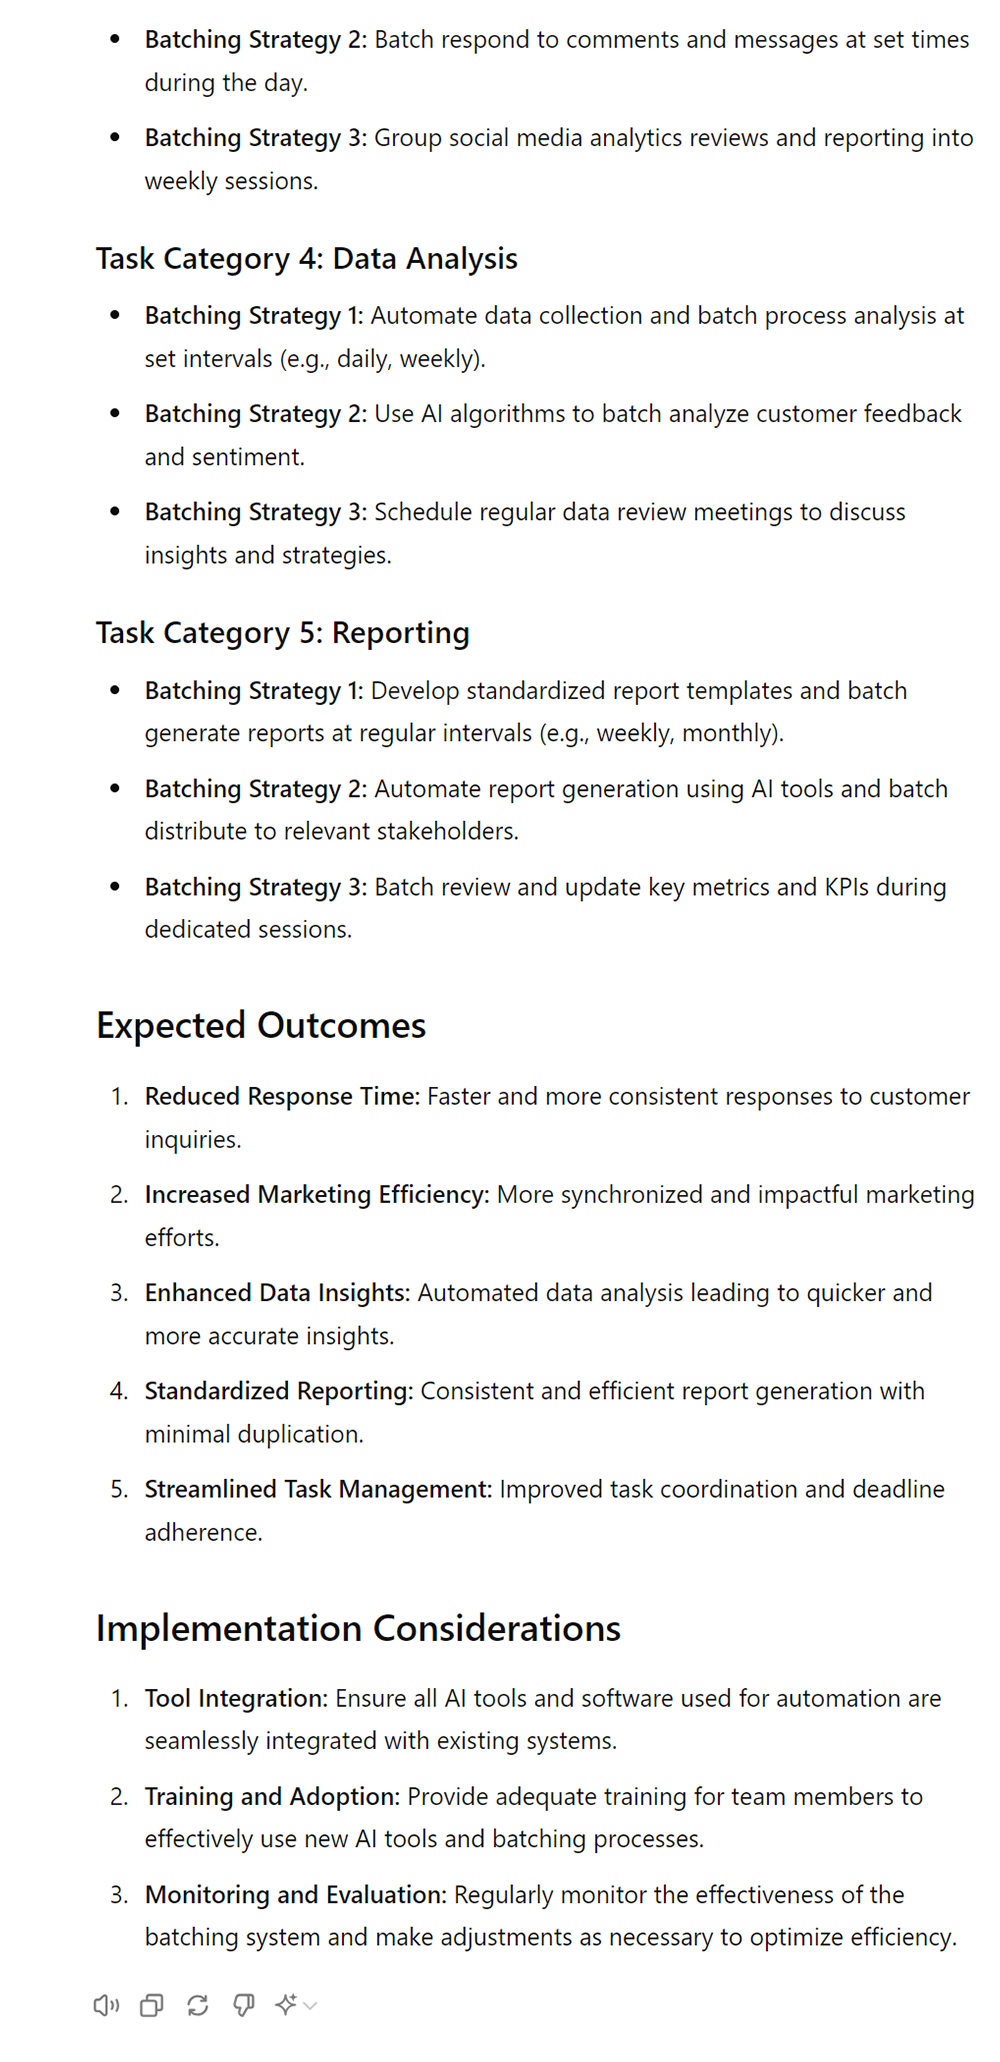 • Batching Strategy 2: Batch respond to comments and messages at set times
during the day.
• Batching Strategy 3: Group social media analytics reviews and reporting into
weekly sessions.
Task Category 4: Data Analysis
• Batching Strategy 1: Automate data collection and batch process analysis at
set intervals (e.g., daily, weekly).
• Batching Strategy 2: Use AI algorithms to batch analyze customer feedback
and sentiment.
• Batching Strategy 3: Schedule regular data review meetings to discuss
insights and strategies.
Task Category 5: Reporting
• Batching Strategy 1: Develop standardized report templates and batch
generate reports at regular intervals (e.g., weekly, monthly).
• Batching Strategy 2: Automate report generation using AI tools and batch
distribute to relevant stakeholders.
• Batching Strategy 3: Batch review and update key metrics and KPIs during
dedicated sessions.
Expected Outcomes
1. Reduced Response Time: Faster and more consistent responses to customer
inquiries.
2. Increased Marketing Efficiency: More synchronized and impactful marketing
efforts.
3. Enhanced Data Insights: Automated data analysis leading to quicker and
more accurate insights.
4. Standardized Reporting: Consistent and efficient report generation with
minimal duplication.
5. Streamlined Task Management: Improved task coordination and deadline
adherence.
Implementation Considerations
1. Tool Integration: Ensure all AI tools and software used for automation are
seamlessly integrated with existing systems.
2. Training and Adoption: Provide adequate training for team members to
effectively use new AI tools and batching processes.
3. Monitoring and Evaluation: Regularly monitor the effectiveness of the
batching system and make adjustments as necessary to optimize efficiency.